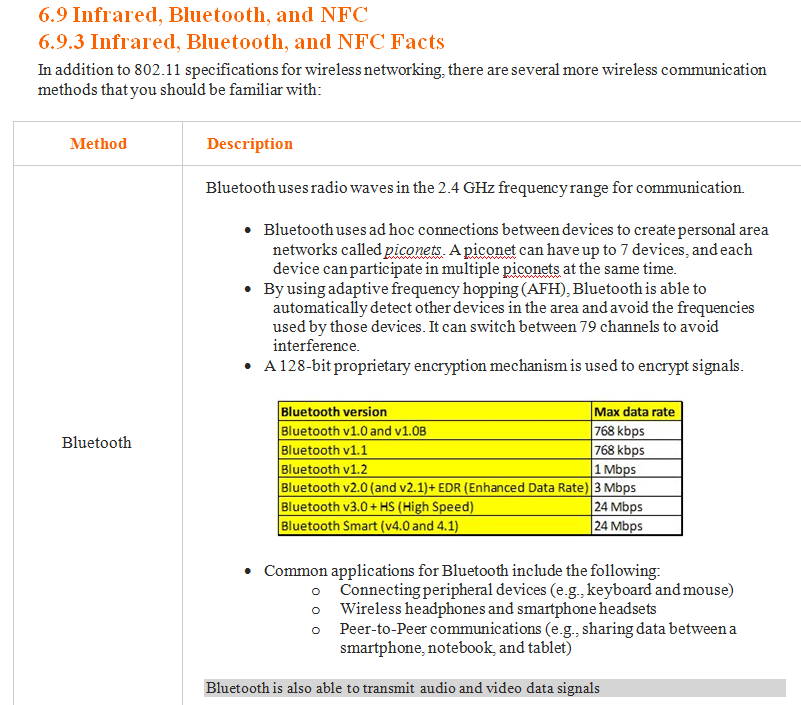 6.9 Infrared, Bluetooth, and NFC
6.9.3 Infrared, Bluetooth, and NFC Facts
In addition to 802.11 specifications for wireless networking, there are several more wireless communication
methods that you should be familiar with:
Method
Description
Bluetooth
Bluetooth uses radio waves in the 2.4 GHz frequency range for communication.
• Bluetooth uses ad hoc connections between devices to create personal area
networks called piconets. A piconet can have up to 7 devices, and each
device can participate in multiple piconets at the same time.
• By using adaptive frequency hopping (AFH), Bluetooth is able to
automatically detect other devices in the area and avoid the frequencies
used by those devices. It can switch between 79 channels to avoid
interference.
• A 128-bit proprietary encryption mechanism is used to encrypt signals.
Bluetooth version Max data rate
Bluetooth v1.0 and v1.0B 768 kbps
Bluetooth v1.1 768 kbps
Bluetooth v1.2 1 Mbps
Bluetooth v2.0 (and v2.1)+ EDR (Enhanced Data Rate) 3 Mbps
Bluetooth v3.0 + HS (High Speed) 24 Mbps
Bluetooth Smart (v4.0 and 4.1) 24 Mbps
• Common applications for Bluetooth include the following:
o Connecting peripheral devices (e.g., keyboard and mouse)
o Wireless headphones and smartphone headsets
o Peer-to-Peer communications (e.g., sharing data between a
smartphone, notebook, and tablet)
Bluetooth is also able to transmit audio and video data signals